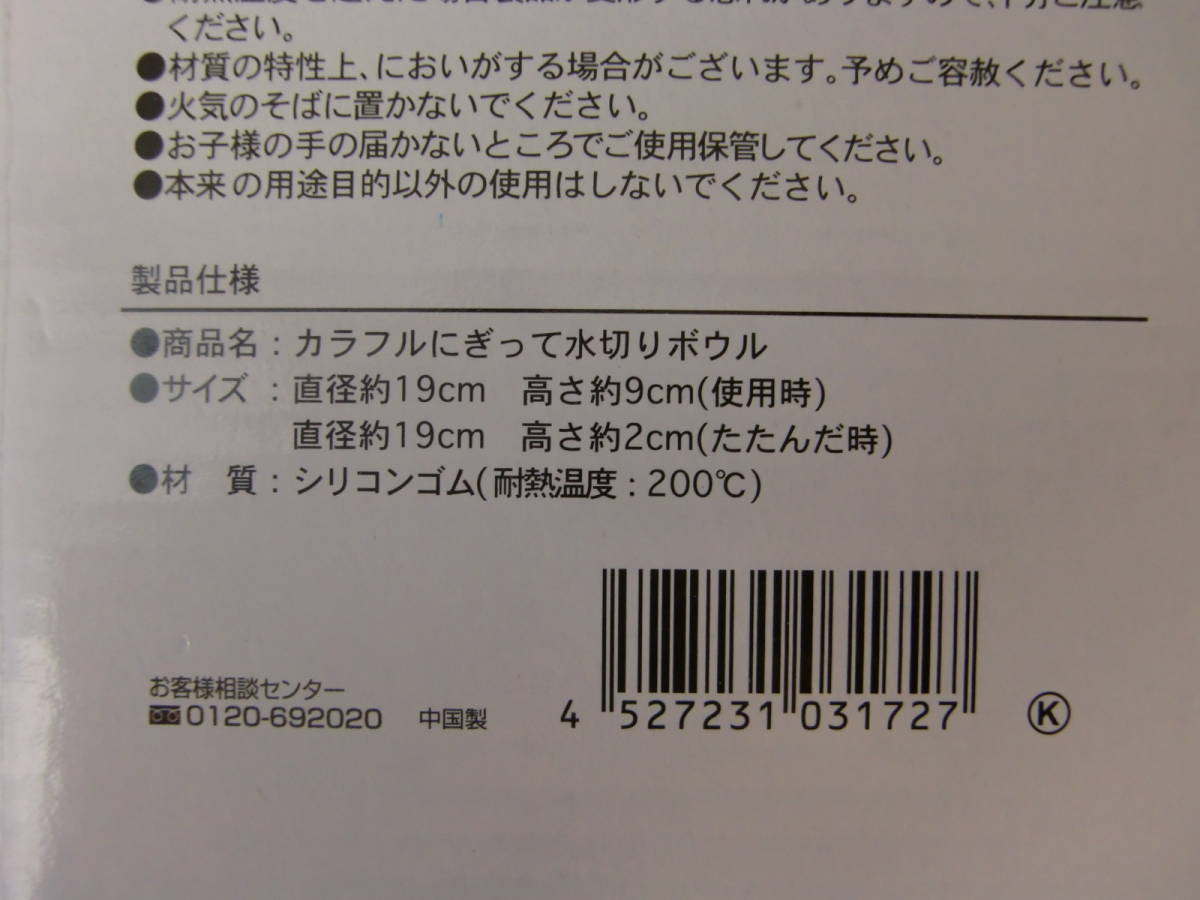 ください。
●材質の特性上、においがする場合がございます。予めご容赦ください。
●火気のそばに置かないでください。
●お子様の手の届かないところでご使用保管してください。
●本来の用途目的以外の使用はしないでください。
製品仕様
●商品名：カラフルにぎって水切りボウル
●サイズ：直径約19cm　高さ約9cm(使用時)
直径約19cm　高さ約2cm(たたんだ時)
●材　質：シリコンゴム(耐熱温度：200℃)
お客様相談センター
0120-692020　中国製
4 527231 031727
Ⓚ